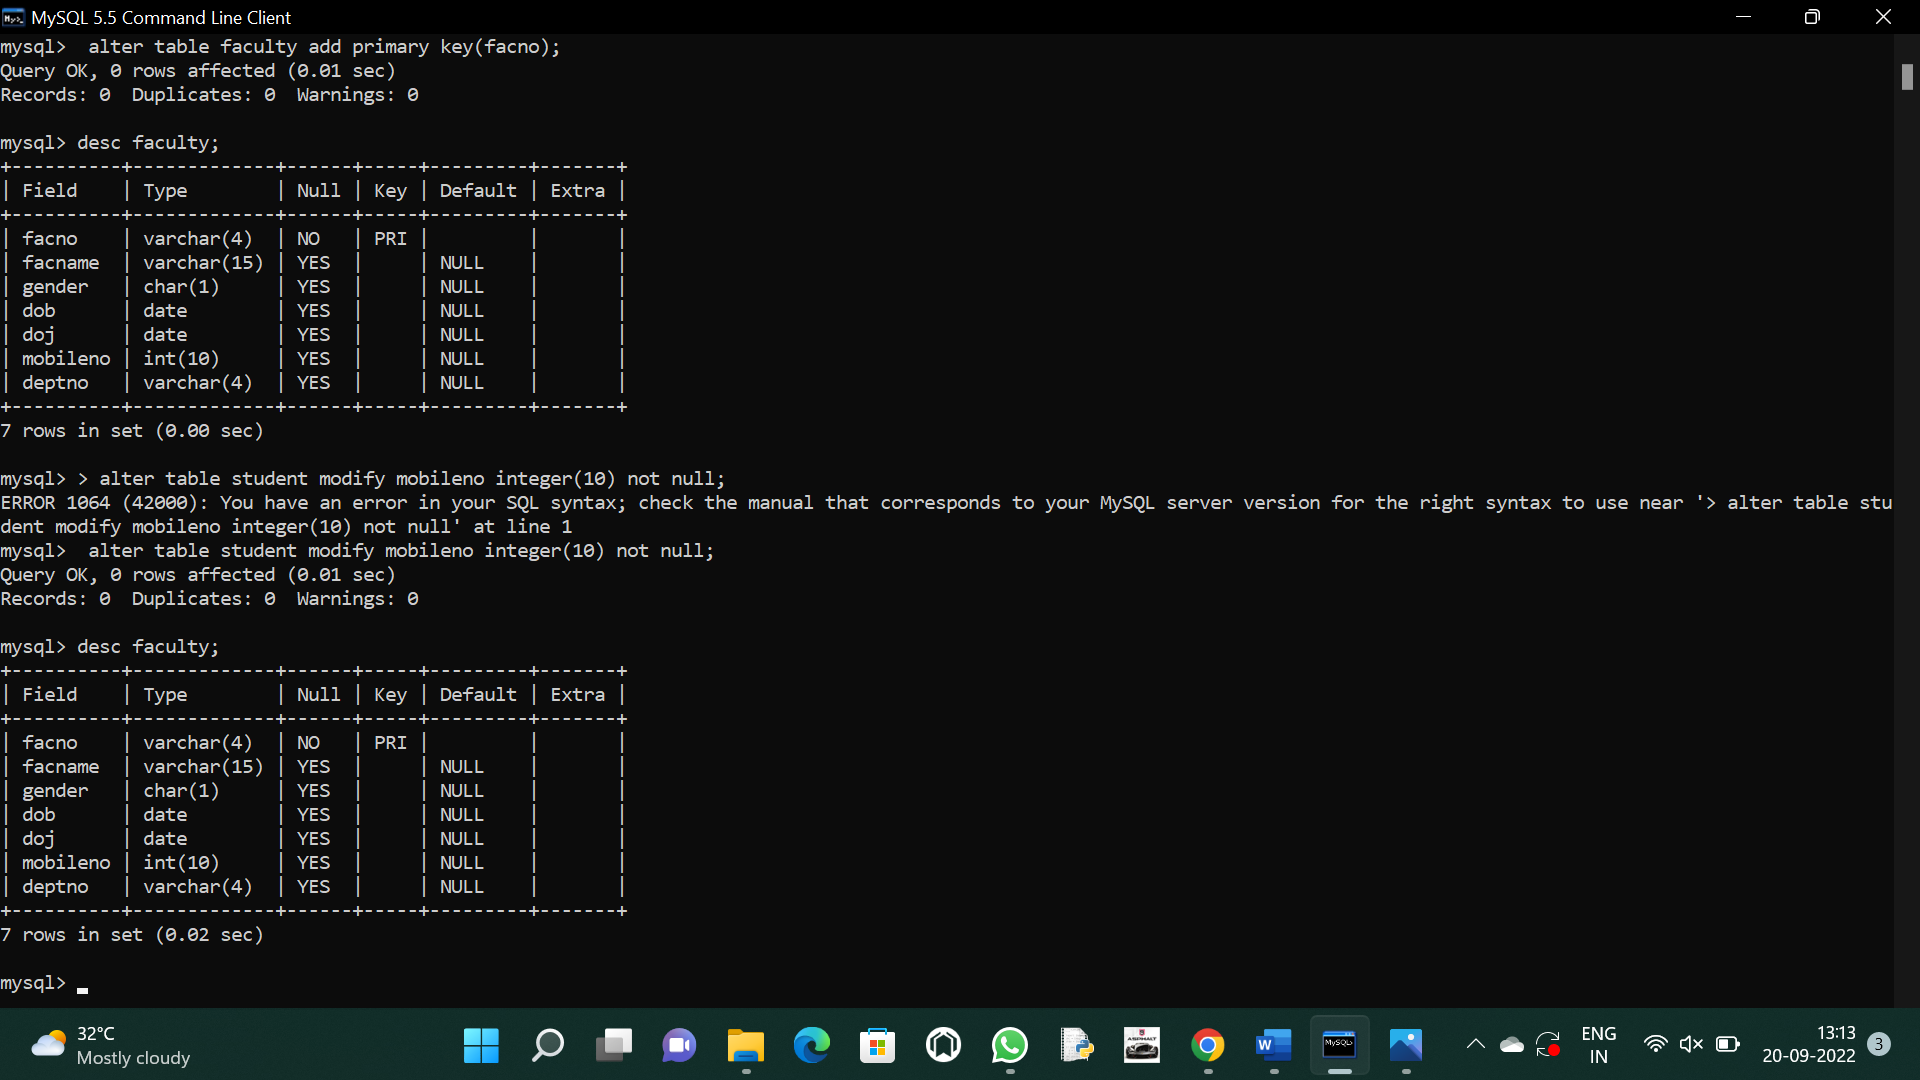 MySQL 5.5 Command Line Client
mysql>  alter table faculty add primary key(facno);
Query OK, 0 rows affected (0.01 sec)
Records: 0  Duplicates: 0  Warnings: 0
mysql> desc faculty;
+----------+-------------+------+-----+---------+-------+
| Field    | Type        | Null | Key | Default | Extra |
+----------+-------------+------+-----+---------+-------+
| facno    | varchar(4)  | NO   | PRI |         |       |
| facname  | varchar(15) | YES  |     | NULL    |       |
| gender   | char(1)     | YES  |     | NULL    |       |
| dob      | date        | YES  |     | NULL    |       |
| doj      | date        | YES  |     | NULL    |       |
| mobileno | int(10)     | YES  |     | NULL    |       |
| deptno   | varchar(4)  | YES  |     | NULL    |       |
+----------+-------------+------+-----+---------+-------+
7 rows in set (0.00 sec)
mysql> > alter table student modify mobileno integer(10) not null;
ERROR 1064 (42000): You have an error in your SQL syntax; check the manual that corresponds to your MySQL server version for the right syntax to use near '> alter table stu
dent modify mobileno integer(10) not null' at line 1
mysql>  alter table student modify mobileno integer(10) not null;
Query OK, 0 rows affected (0.01 sec)
Records: 0  Duplicates: 0  Warnings: 0
mysql> desc faculty;
+----------+-------------+------+-----+---------+-------+
| Field    | Type        | Null | Key | Default | Extra |
+----------+-------------+------+-----+---------+-------+
| facno    | varchar(4)  | NO   | PRI |         |       |
| facname  | varchar(15) | YES  |     | NULL    |       |
| gender   | char(1)     | YES  |     | NULL    |       |
| dob      | date        | YES  |     | NULL    |       |
| doj      | date        | YES  |     | NULL    |       |
| mobileno | int(10)     | YES  |     | NULL    |       |
| deptno   | varchar(4)  | YES  |     | NULL    |       |
+----------+-------------+------+-----+---------+-------+
7 rows in set (0.02 sec)
mysql> _
32°C
Mostly cloudy
ASPHALT
W
MySQL
ENG
IN
13:13
20-09-2022
3